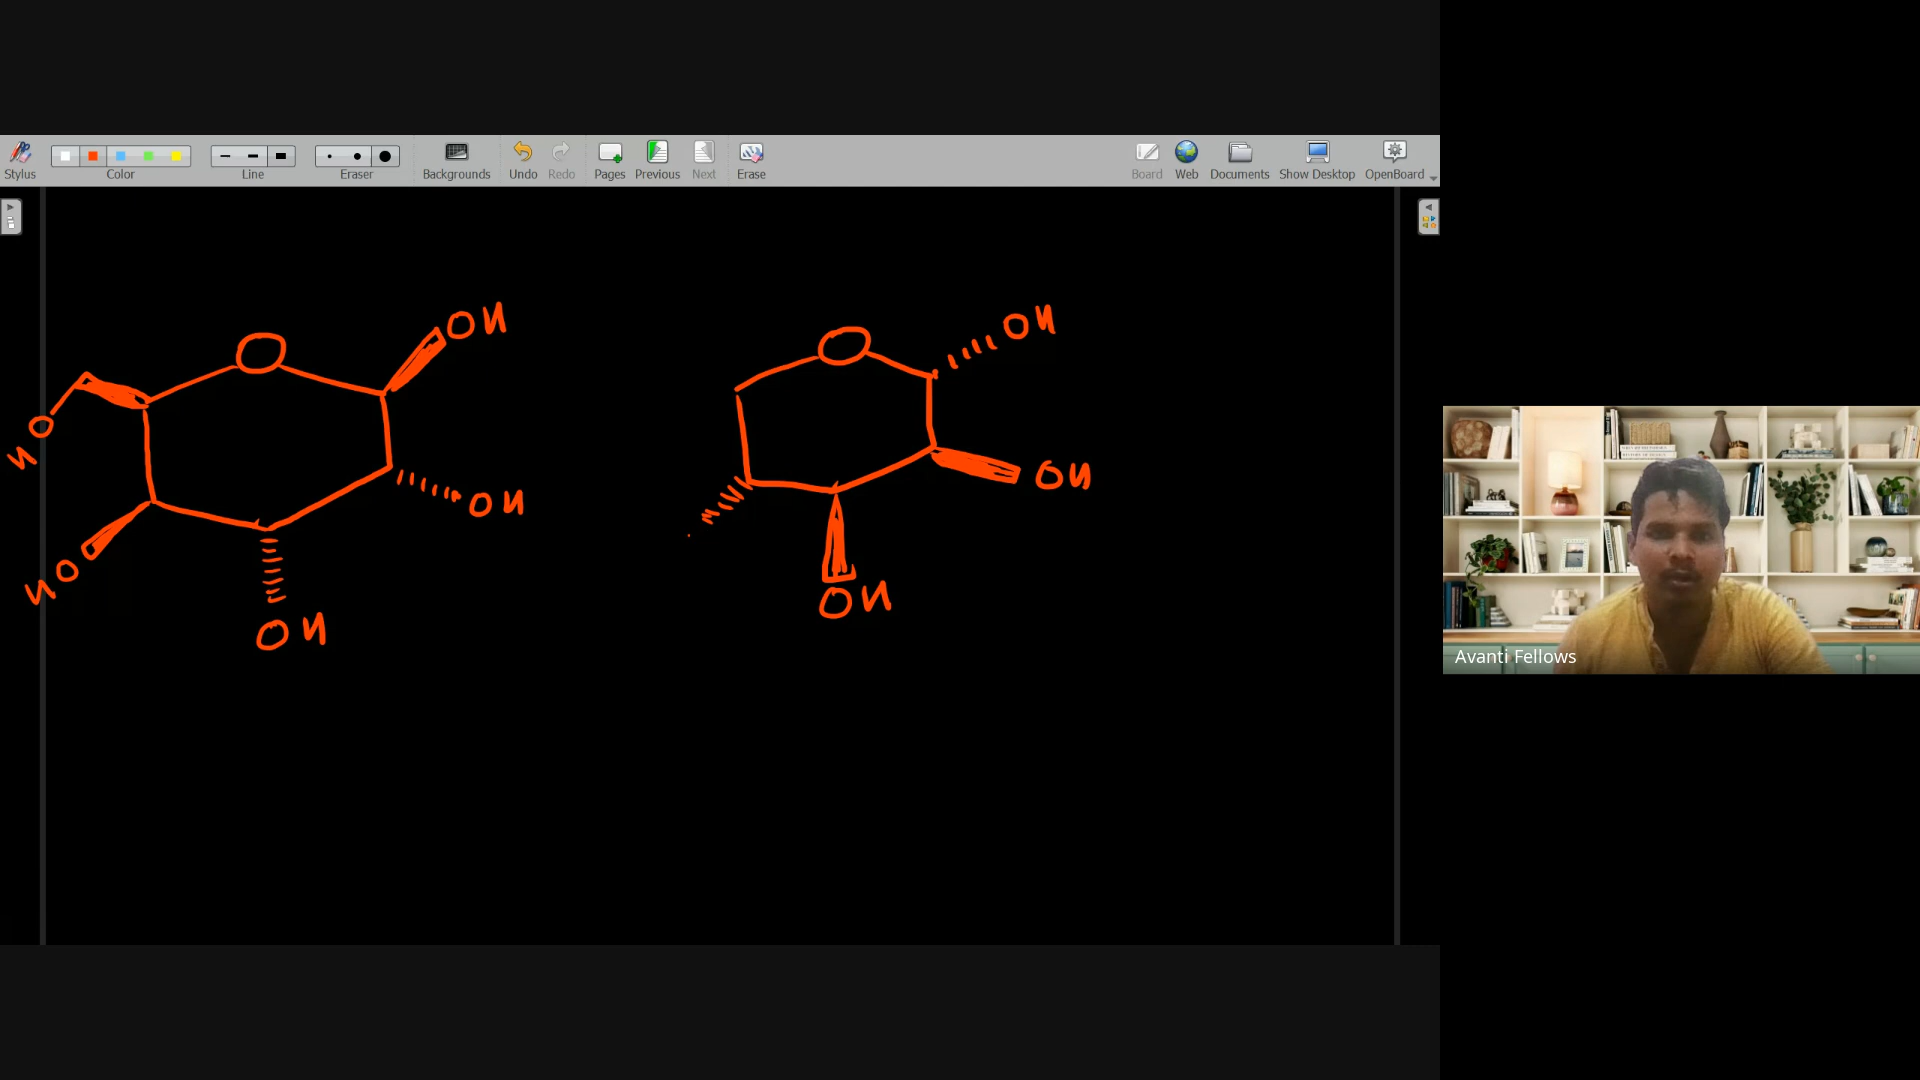 Stylus Color Line Eraser Backgrounds Undo Redo Pages Previous Next Erase Board Web Documents Show Desktop OpenBoard
O OH
O OH
O
H
OH
OH
HO
OH
OH
Avanti Fellows